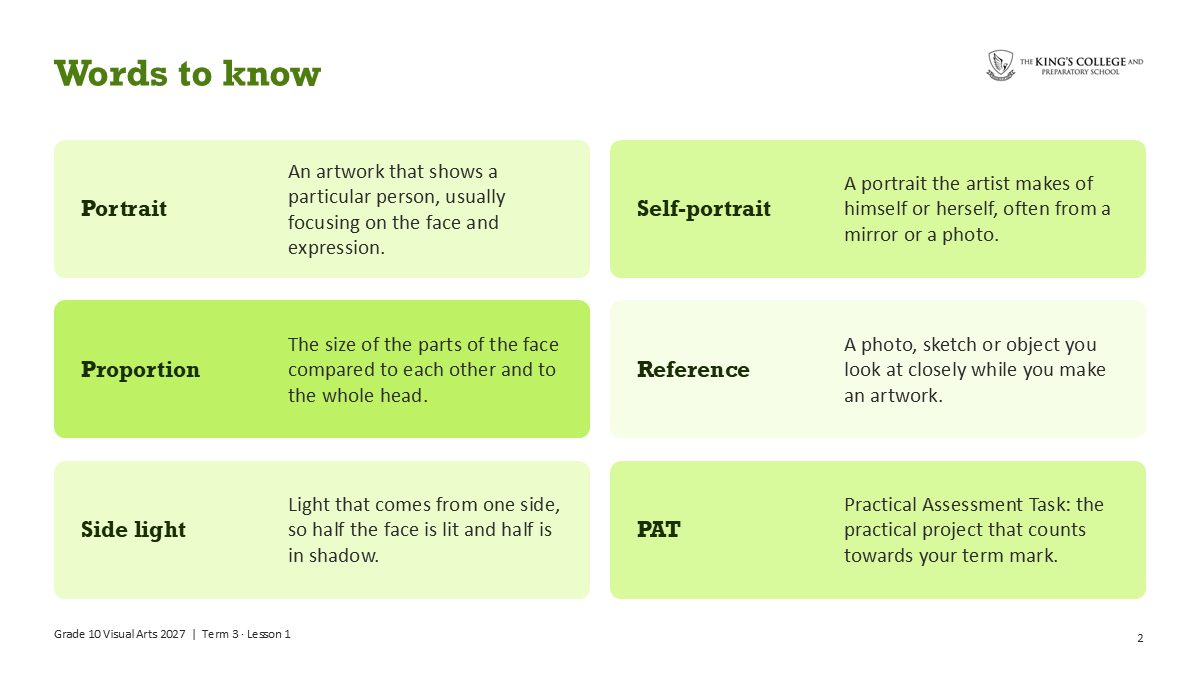 Words to know
THE KING'S COLLEGE AND
PREPARATORY SCHOOL
Portrait
An artwork that shows a
particular person, usually
focusing on the face and
expression.
Self-portrait
A portrait the artist makes of
himself or herself, often from a
mirror or a photo.
Proportion
The size of the parts of the face
compared to each other and to
the whole head.
Reference
A photo, sketch or object you
look at closely while you make
an artwork.
Side light
Light that comes from one side,
so half the face is lit and half is
in shadow.
PAT
Practical Assessment Task: the
practical project that counts
towards your term mark.
Grade 10 Visual Arts 2027 | Term 3 · Lesson 1
2